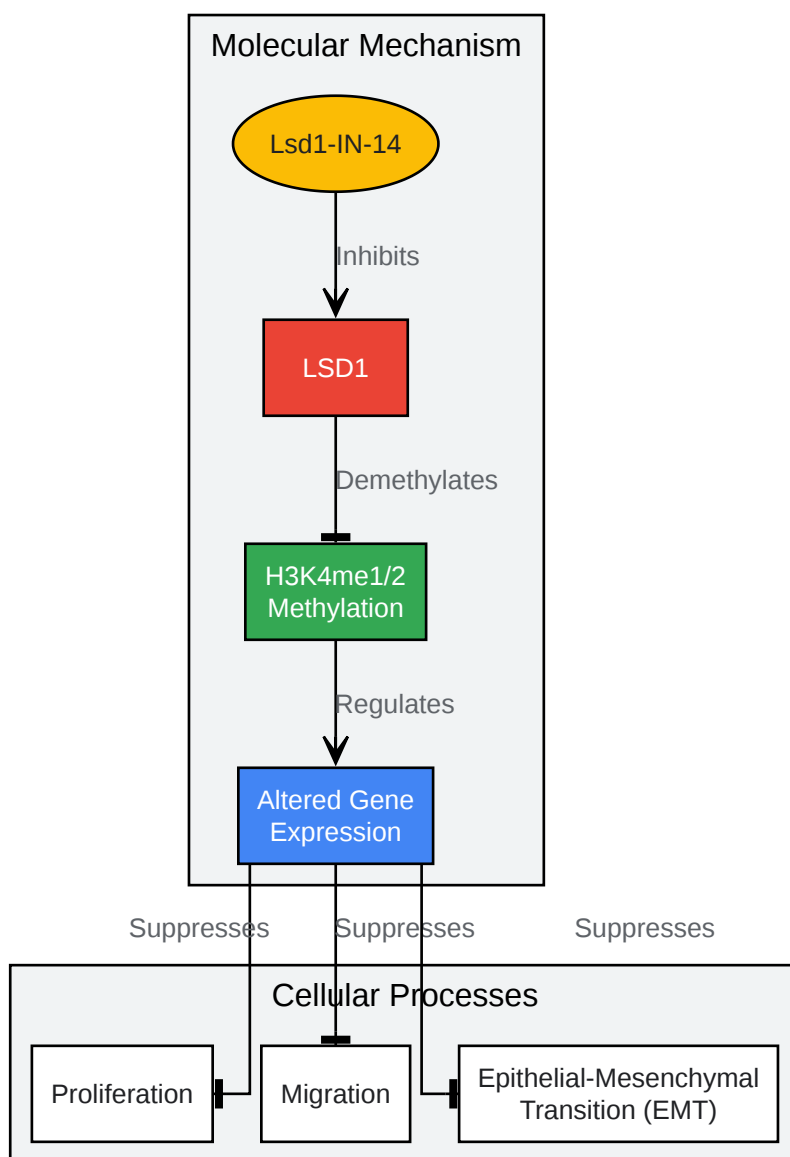 Molecular Mechanism
Lsd1-IN-14
Inhibits
LSD1
Demethylates
H3K4me1/2
Methylation
Regulates
Altered Gene
Expression
Suppresses
Suppresses
Suppresses
Cellular Processes
Proliferation
Migration
Epithelial-Mesenchymal
Transition (EMT)